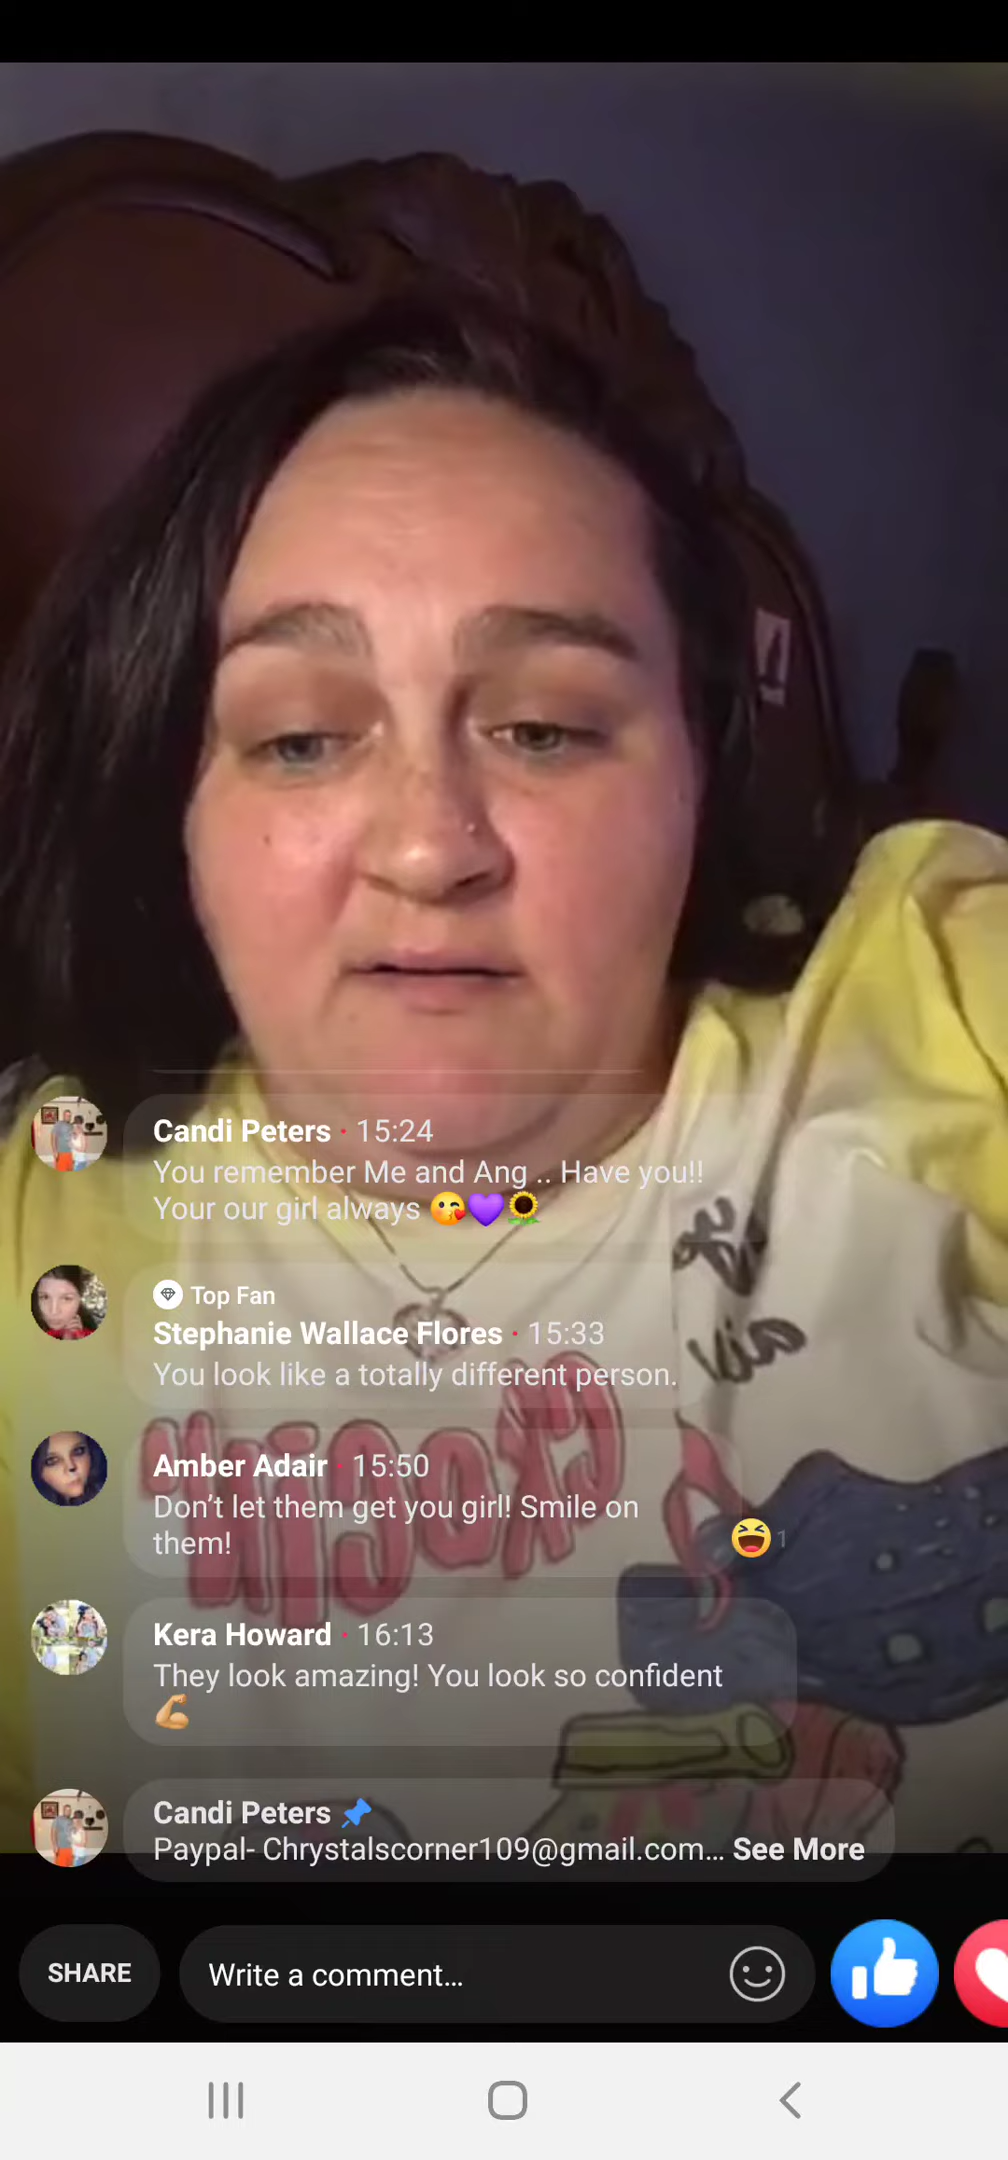 Candi Peters · 15:24
You remember Me and Ang .. Have you!!
Your our girl always 😘💜🌻
Top Fan
Stephanie Wallace Flores · 15:33
You look like a totally different person.
Amber Adair · 15:50
Don't let them get you girl! Smile on
them!
😆 1
Kera Howard · 16:13
They look amazing! You look so confident
💪🏼
Candi Peters 📌
Paypal- Chrystalscorner109@gmail.com... See More
SHARE
Write a comment...